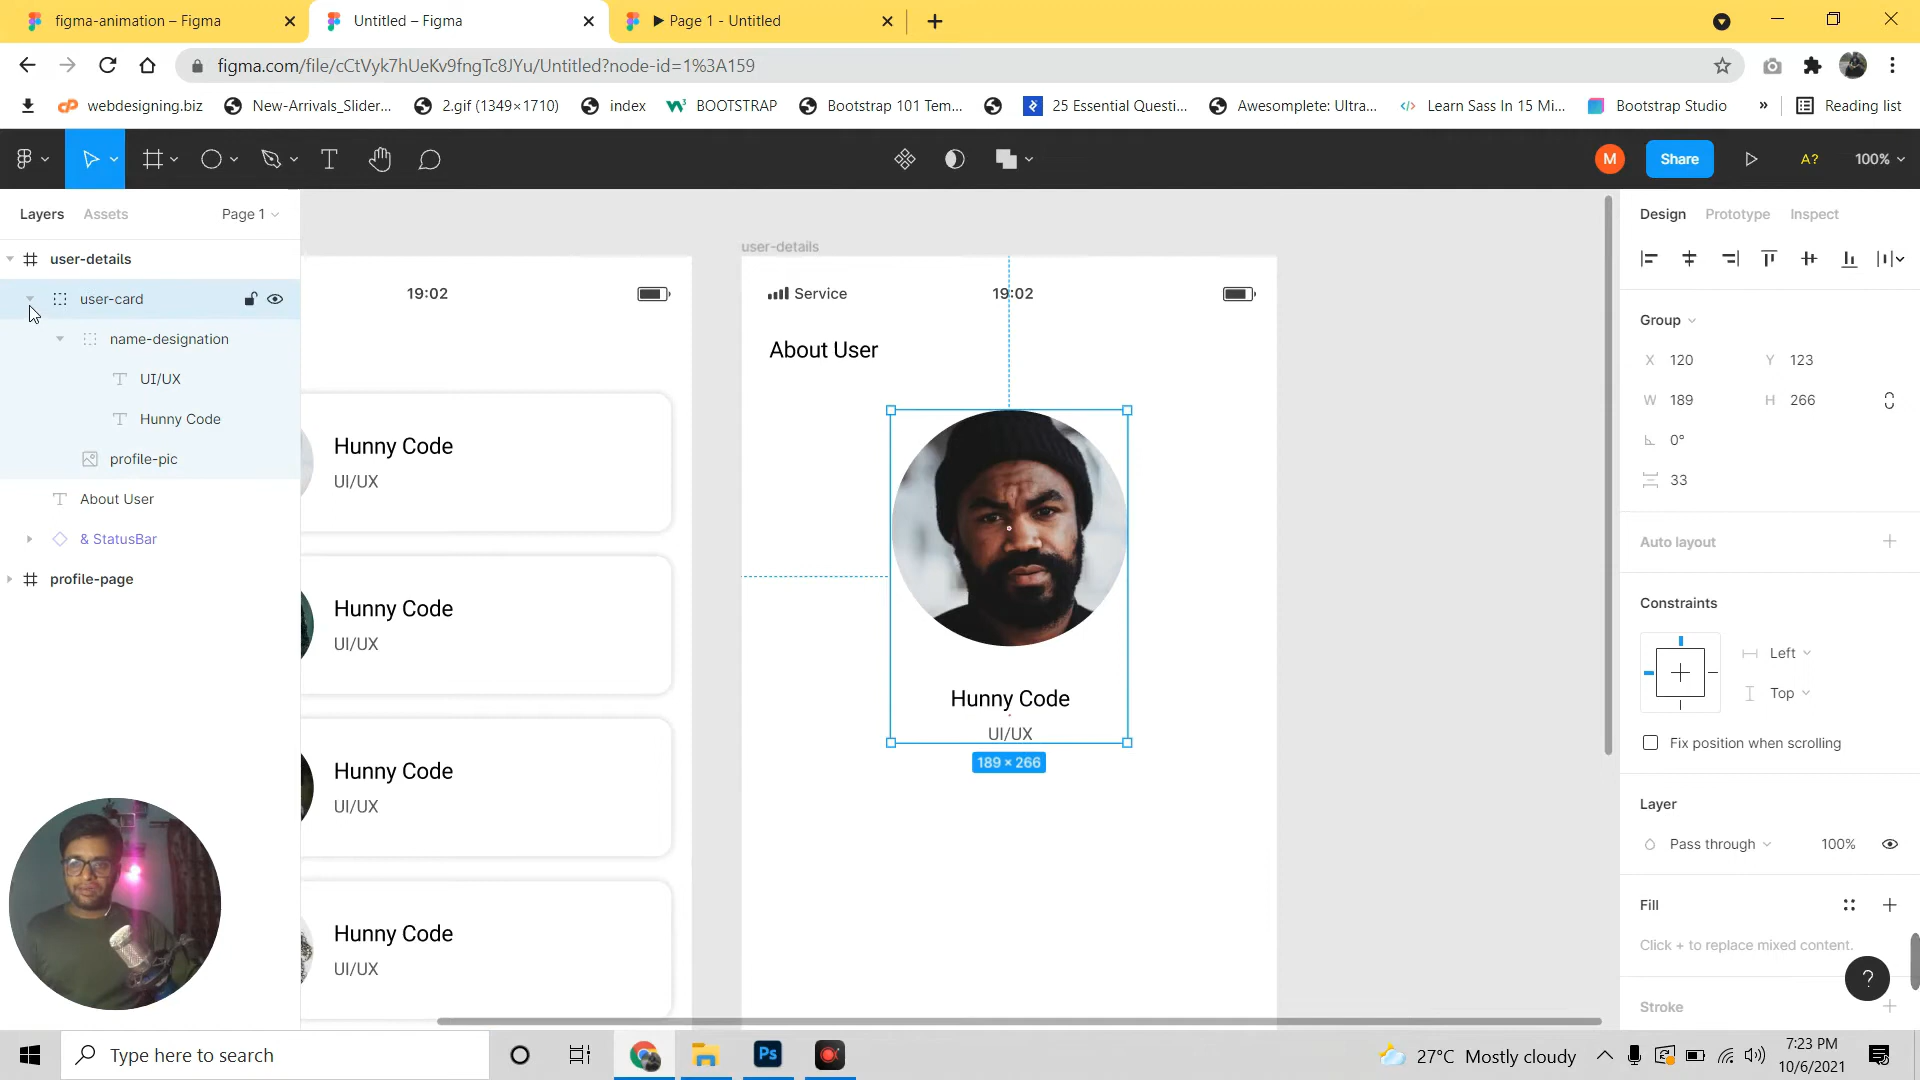 figma-animation – Figma
Untitled – Figma
▶ Page 1 - Untitled
figma.com/file/cCtVyk7hUeKv9fngTc8JYu/Untitled?node-id=1%3A159
webdesigning.biz
New-Arrivals_Slider...
2.gif (1349×1710)
index
BOOTSTRAP
Bootstrap 101 Tem...
25 Essential Questi...
Awesomplete: Ultra...
Learn Sass In 15 Mi...
Bootstrap Studio
»
Reading list
M
Share
A?
100%
Layers
Assets
Page 1
user-details
user-card
name-designation
UI/UX
Hunny Code
profile-pic
About User
& StatusBar
profile-page
19:02
Hunny Code
UI/UX
Hunny Code
UI/UX
Hunny Code
UI/UX
Hunny Code
UI/UX
user-details
Service
19:02
About User
Hunny Code
UI/UX
189 × 266
Design
Prototype
Inspect
Group
X 120
Y 123
W 189
H 266
0°
33
Auto layout
Constraints
Left
Top
Fix position when scrolling
Layer
Pass through
100%
Fill
Click + to replace mixed content.
?
Stroke
Type here to search
Ps
27°C Mostly cloudy
7:23 PM
10/6/2021